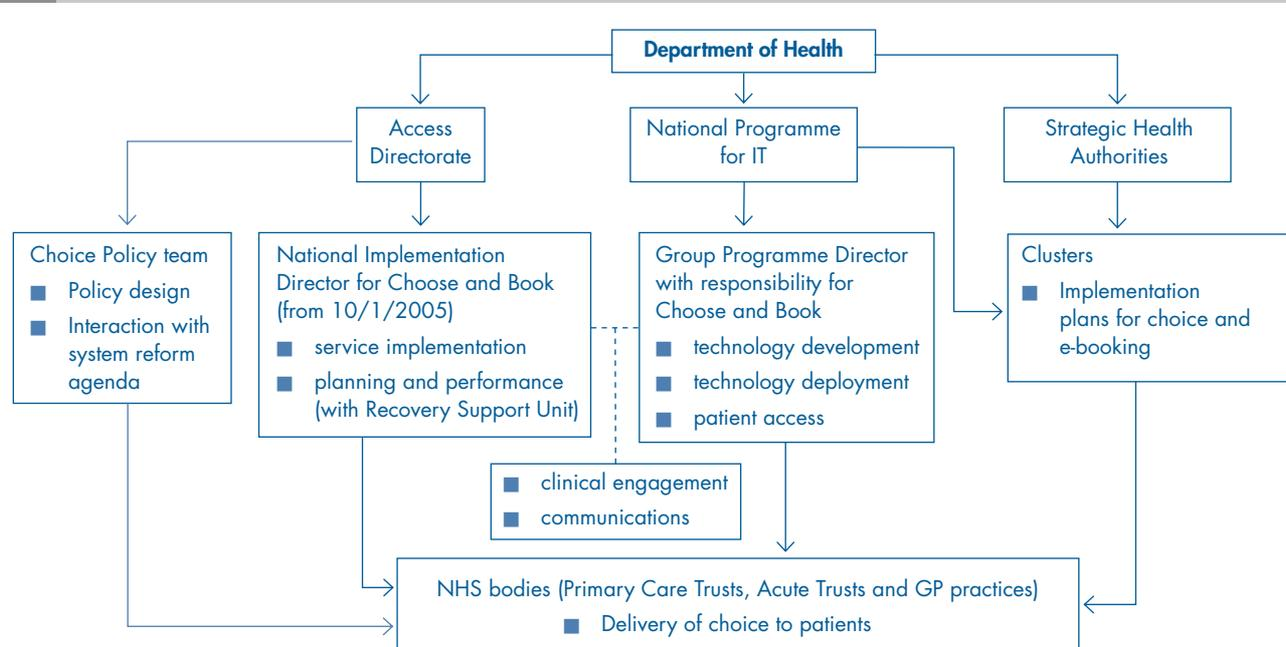 Department of Health
Access
Directorate
National Programme
for IT
Strategic Health
Authorities
Choice Policy team
■ Policy design
■ Interaction with
system reform
agenda
National Implementation
Director for Choose and Book
(from 10/1/2005)
■ service implementation
■ planning and performance
(with Recovery Support Unit)
Group Programme Director
with responsibility for
Choose and Book
■ technology development
■ technology deployment
■ patient access
Clusters
■ Implementation
plans for choice and
e-booking
■ clinical engagement
■ communications
NHS bodies (Primary Care Trusts, Acute Trusts and GP practices)
■ Delivery of choice to patients